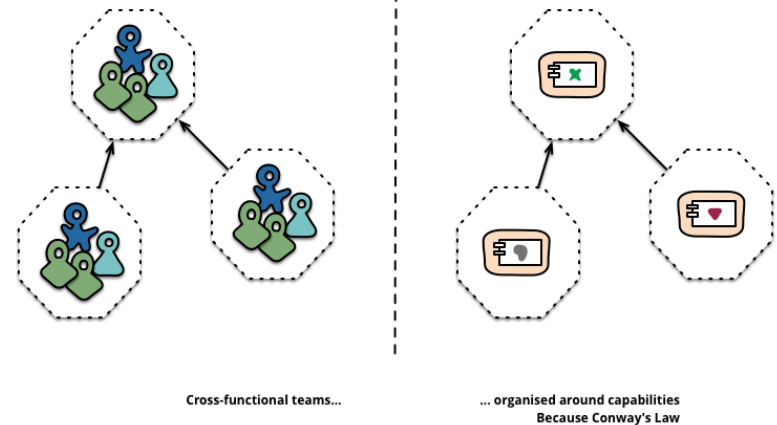 Cross-functional teams...
... organised around capabilities
Because Conway's Law